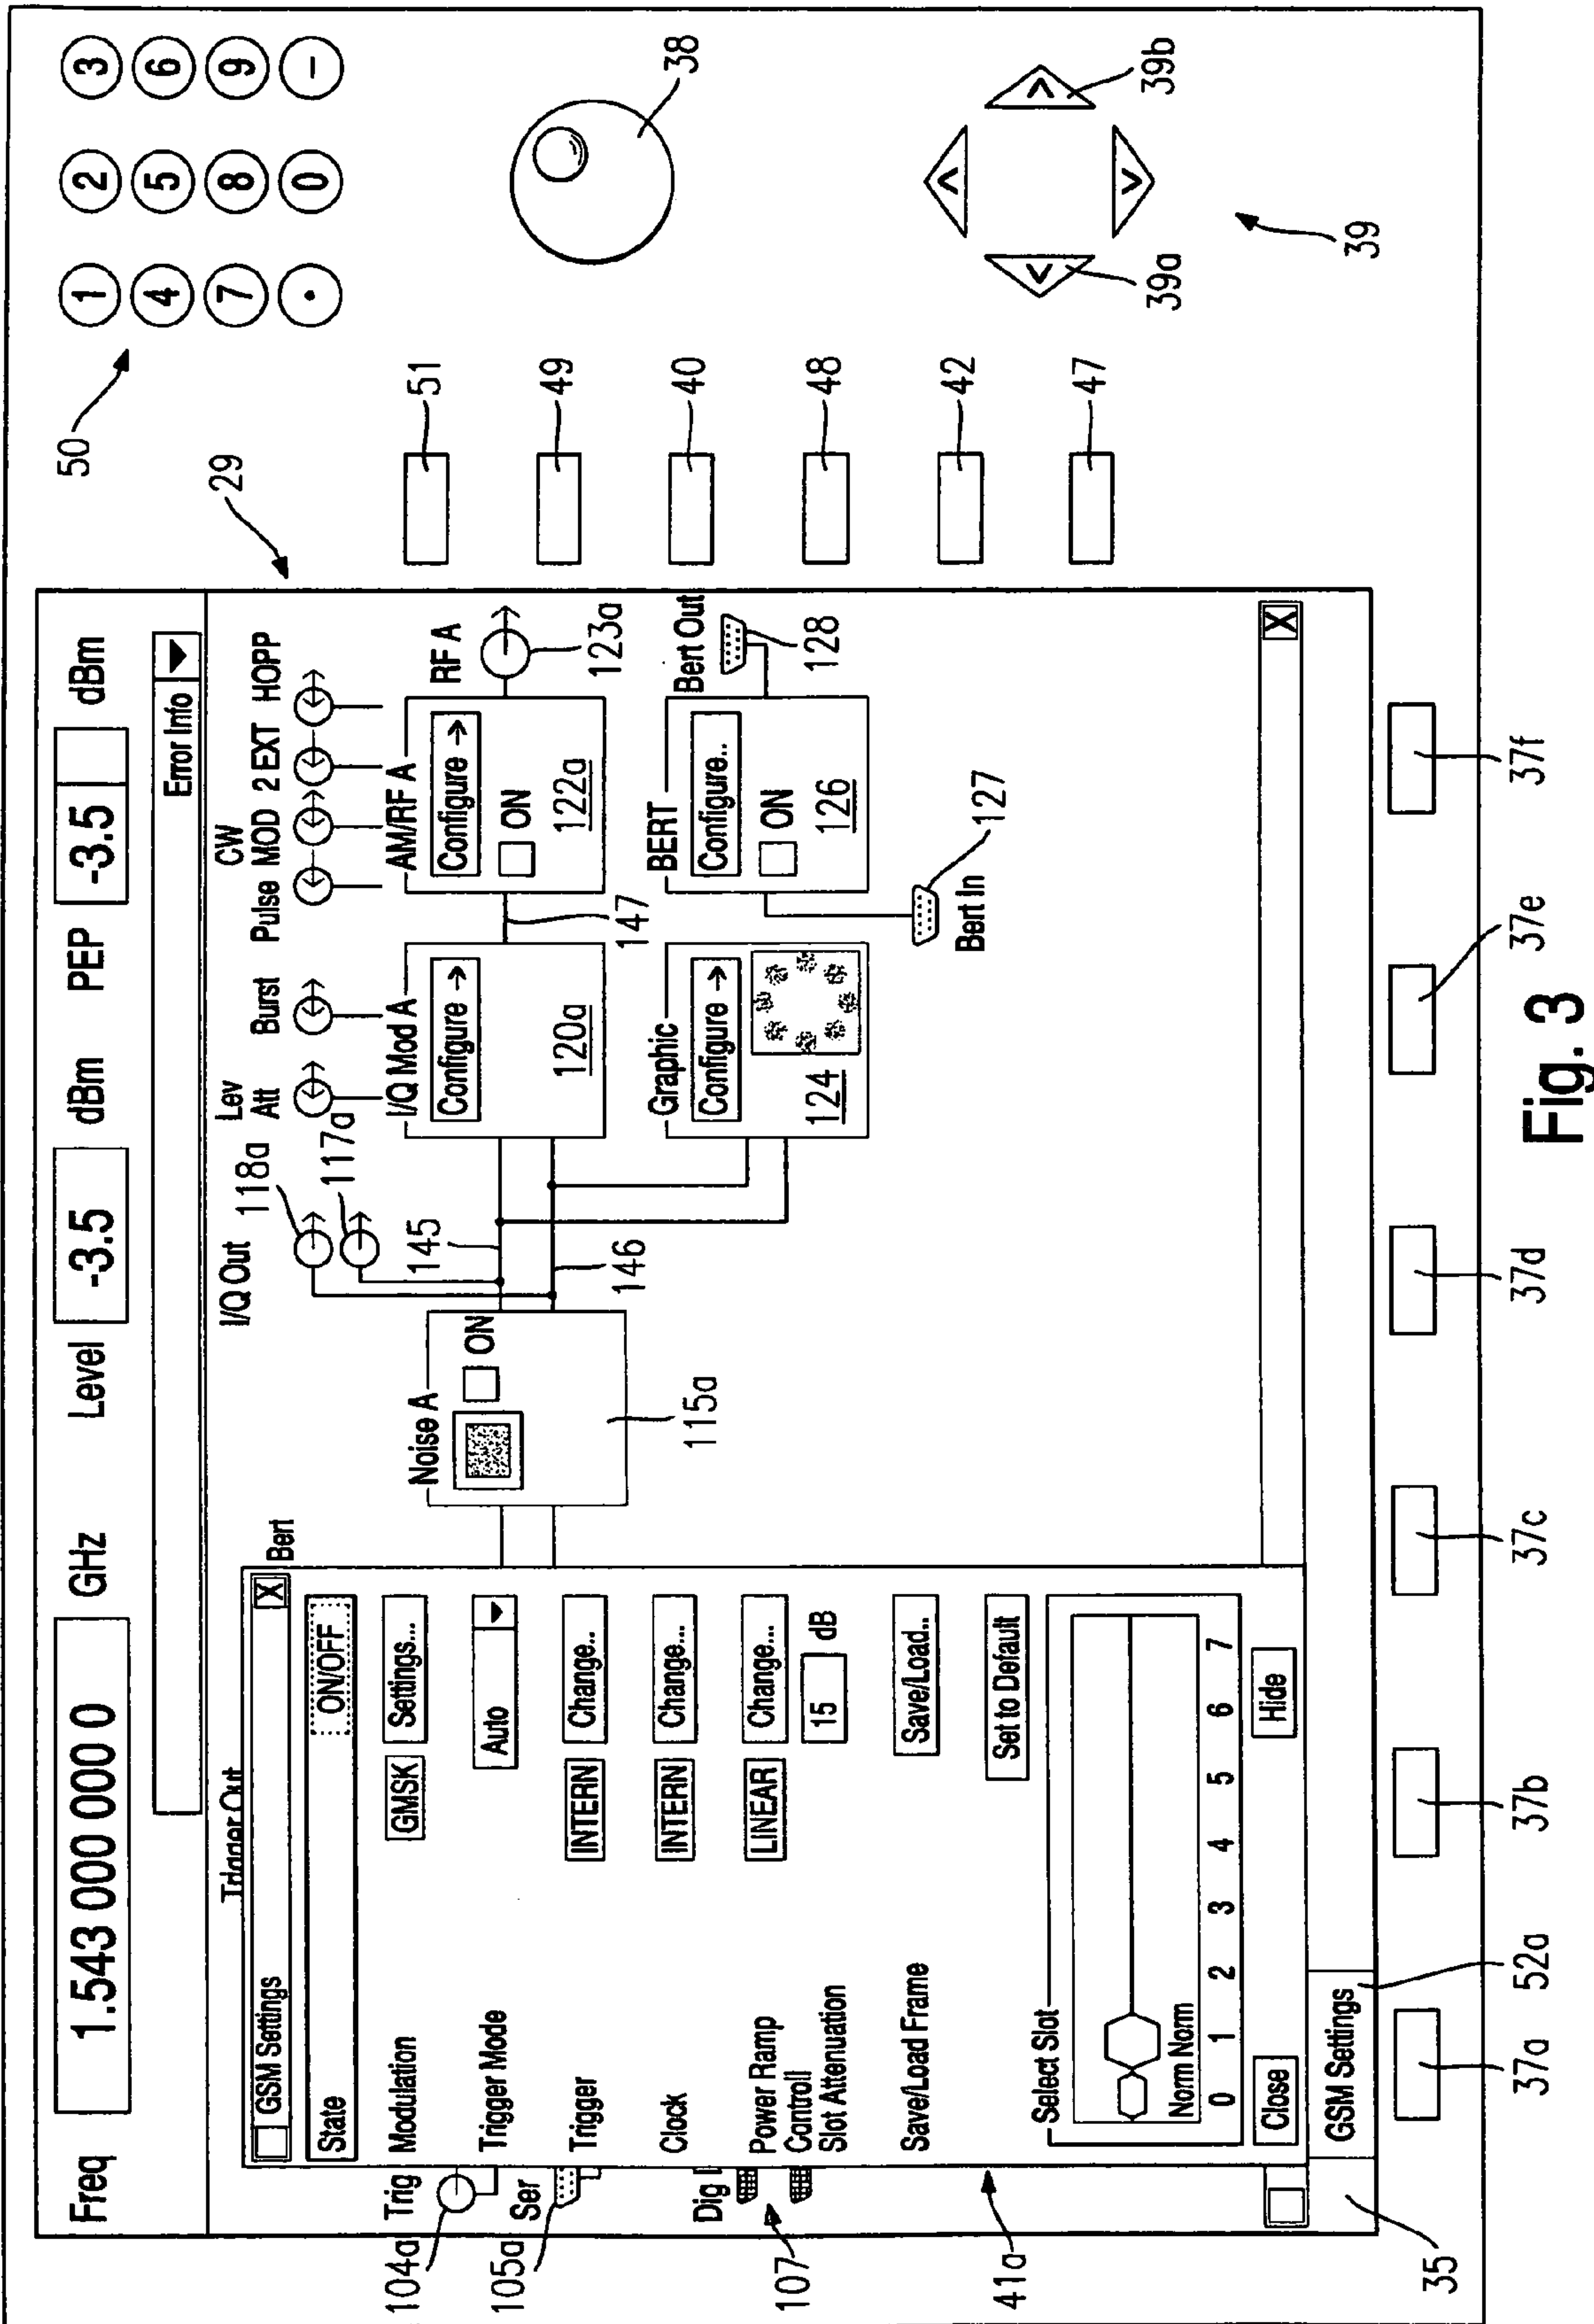 Freq 1.543 000 000 0 GHz Level -3.5 dBm PEP -3.5 dBm
Error Info
50
1 2 3
4 5 6
7 8 9
. 0 -
29
Bert
I/Q Out
118a
117a
Lev Att
Burst
Pulse
CW MOD
2 EXT
HOPP
GSM Settings X
State ON/OFF
Modulation GMSK Settings...
Trigger Mode Auto
Trigger INTERN Change..
Clock INTERN Change...
Power Ramp Controll LINEAR Change...
Slot Attenuation 15 dB
Save/Load Frame Save/Load..
Set to Default
Select Slot
Norm Norm
0 1 2 3 4 5 6 7
Close Hide
104a
Trig
105a
Ser
Dig
107
41a
35
GSM Settings
52a
Noise A
ON
115a
145
146
I/Q Mod A
Configure →
120a
147
AM/RF A
Configure →
ON
122a
RF A
123a
Graphic
Configure →
124
BERT
Configure..
ON
126
Bert Out
128
127
Bert In
X
51
49
40
48
42
47
38
39a
39b
39
^
<
>
v
37a 37b 37c 37d 37e 37f
Fig. 3